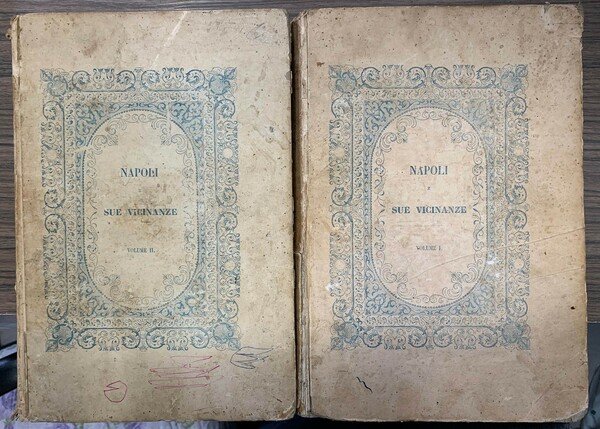 NAPOLI
SUE VICINANZE
VOLUME II.
NAPOLI
E
SUE VICINANZE
VOLUME I.